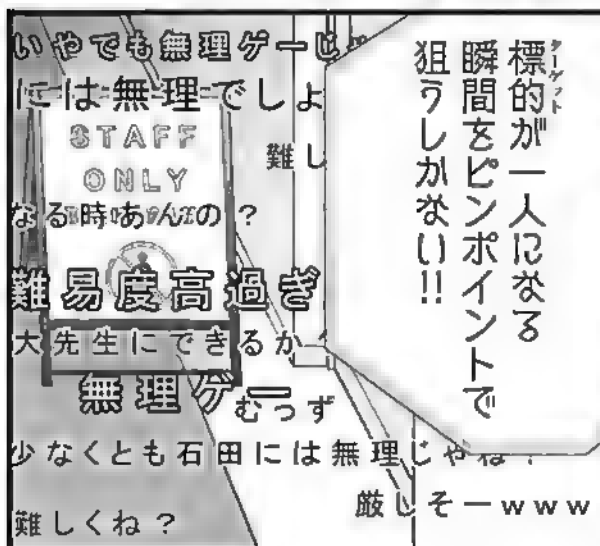 標的が一人になる
ターゲット
瞬間をピンポイントで
狙うしかない!!
いやでも無理ゲーじゃ
には無理でしょ
STAFF
ONLY
難し
なる時あんの?
難易度高過ぎ
大先生にできるか
無理ゲー
むっず
少なくとも石田には無理じゃね?
厳しそーwww
難しくね?